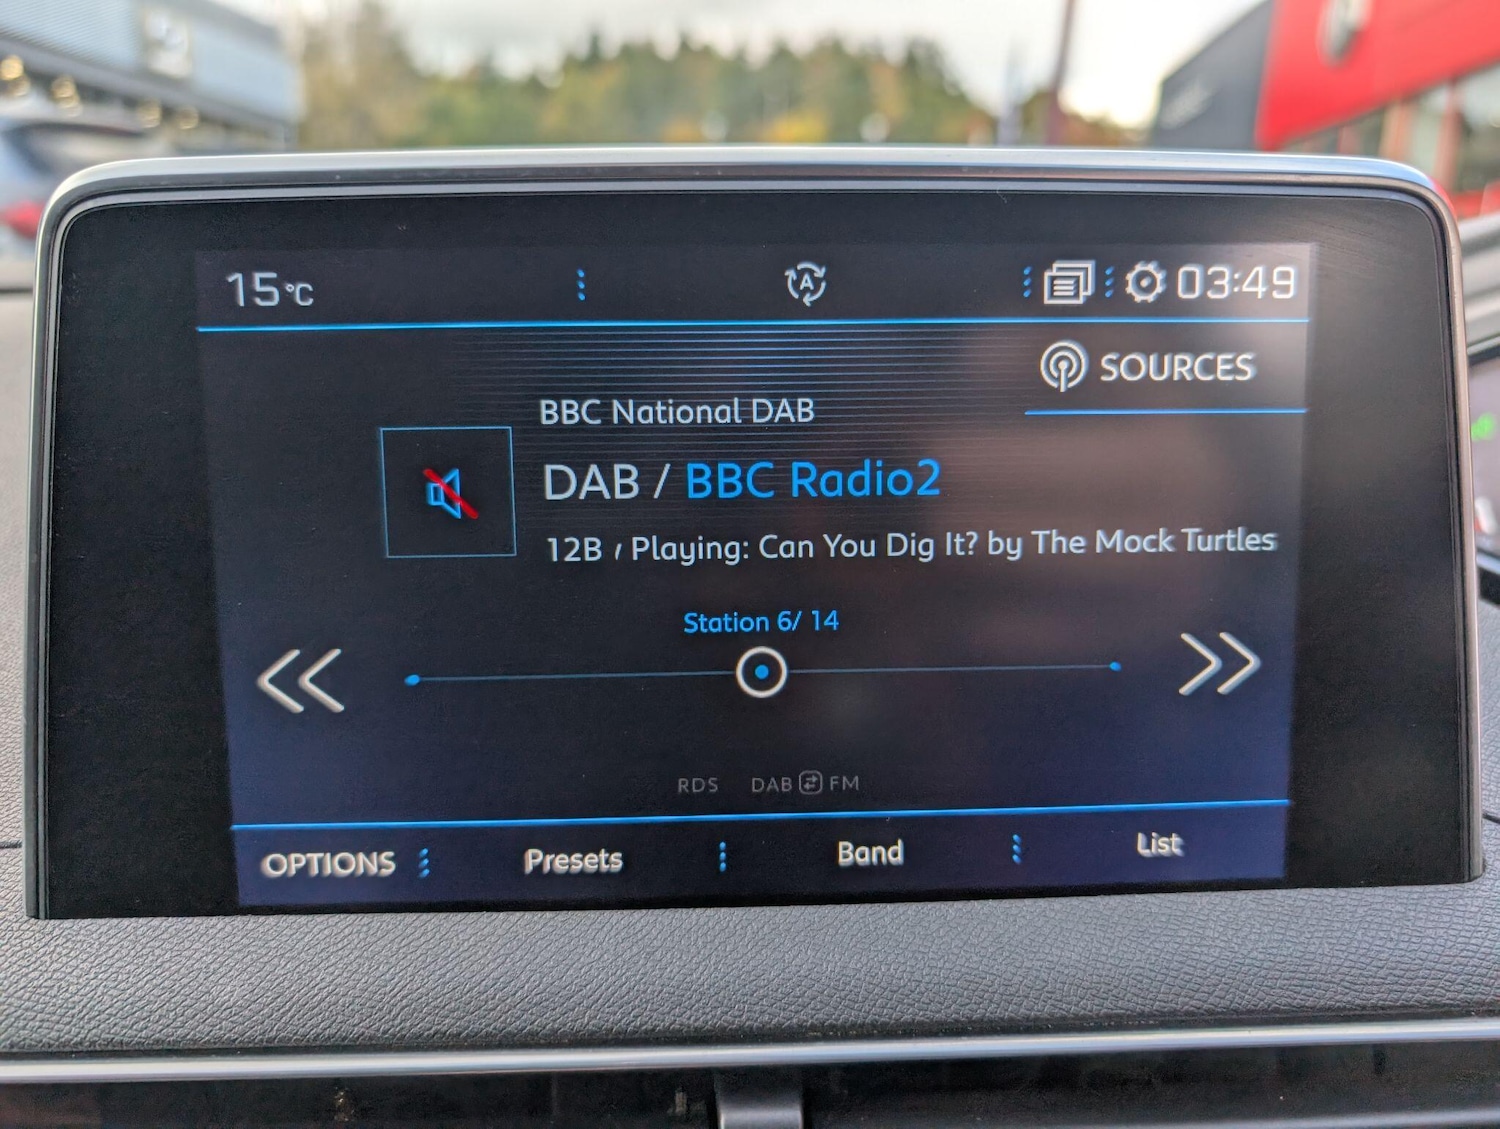 15°C
A
03:49
SOURCES
BBC National DAB
DAB / BBC Radio2
12B / Playing: Can You Dig It? by The Mock Turtles
Station 6/ 14
RDS DAB FM
OPTIONS Presets Band List